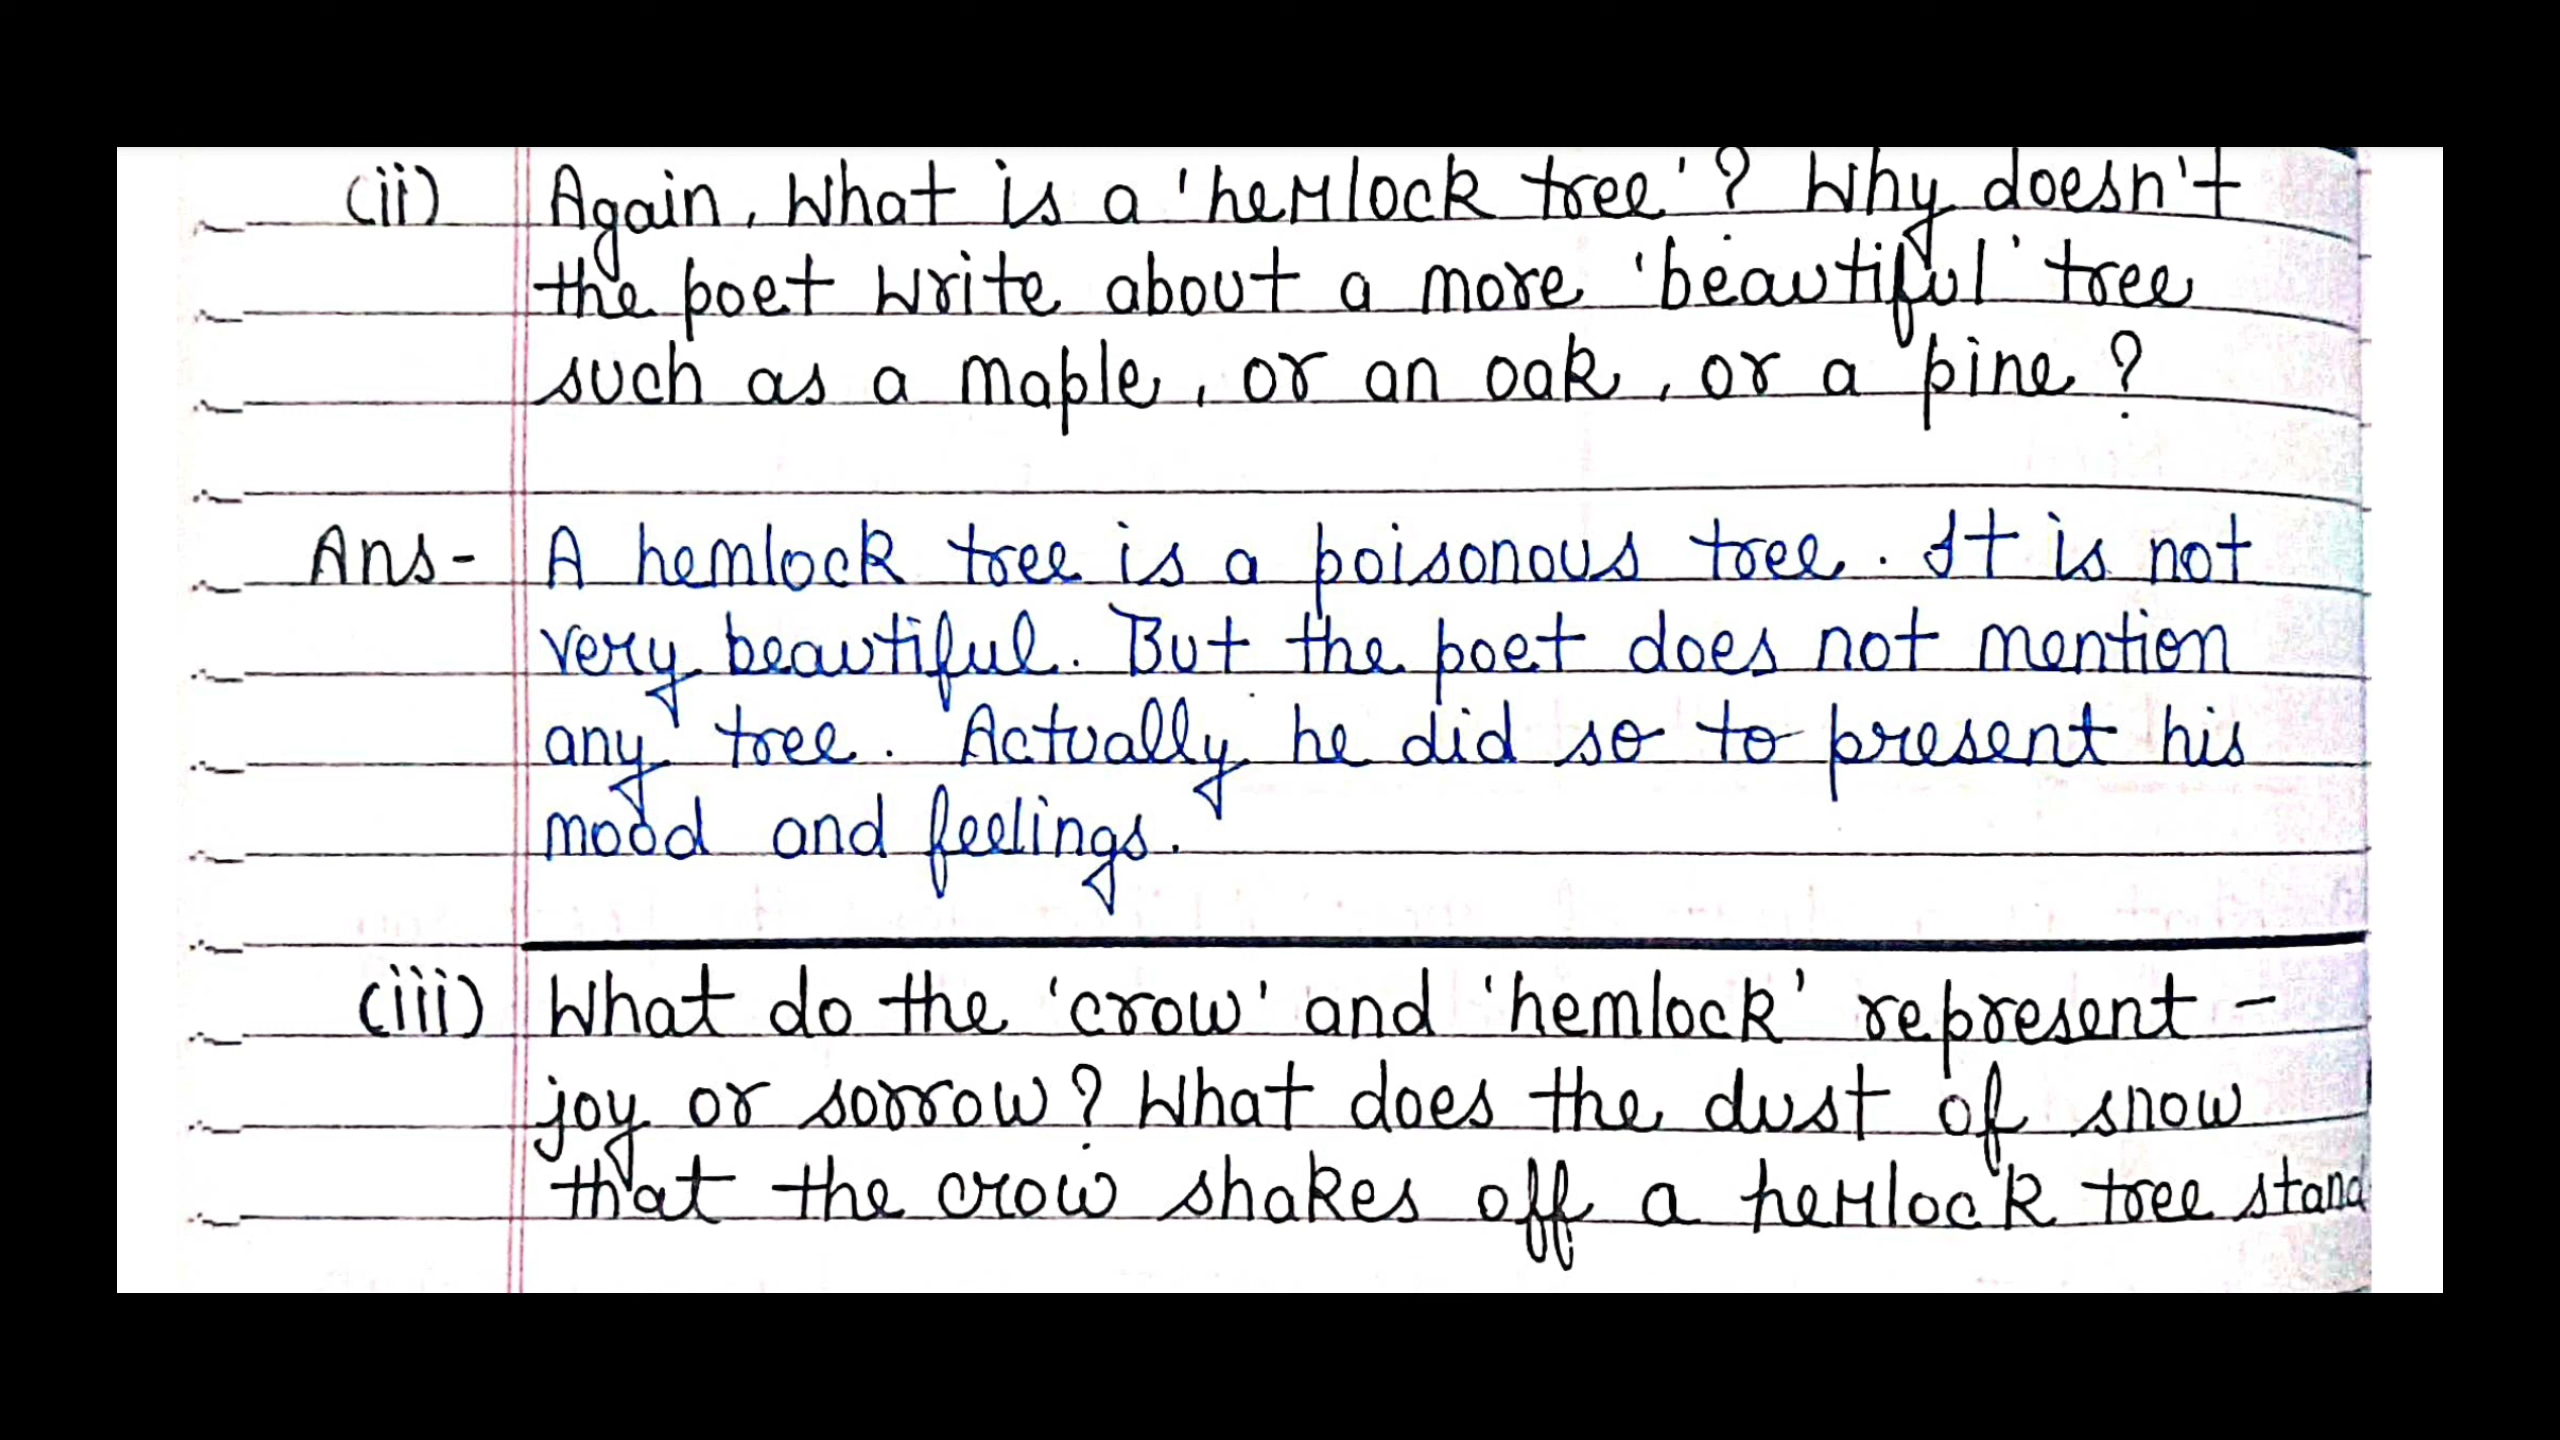 (ii) Again, What is a 'hemlock tree'? Why doesn't
the poet write about a more 'beautiful' tree
such as a maple, or an oak, or a pine?
Ans- A hemlock tree is a poisonous tree. It is not
very beautiful. But the poet does not mention
any tree. Actually he did so to present his
mood and feelings.
(iii) What do the 'crow' and 'hemlock' represent -
joy or sorrow? What does the dust of snow
that the crow shakes off a hemlock tree stand